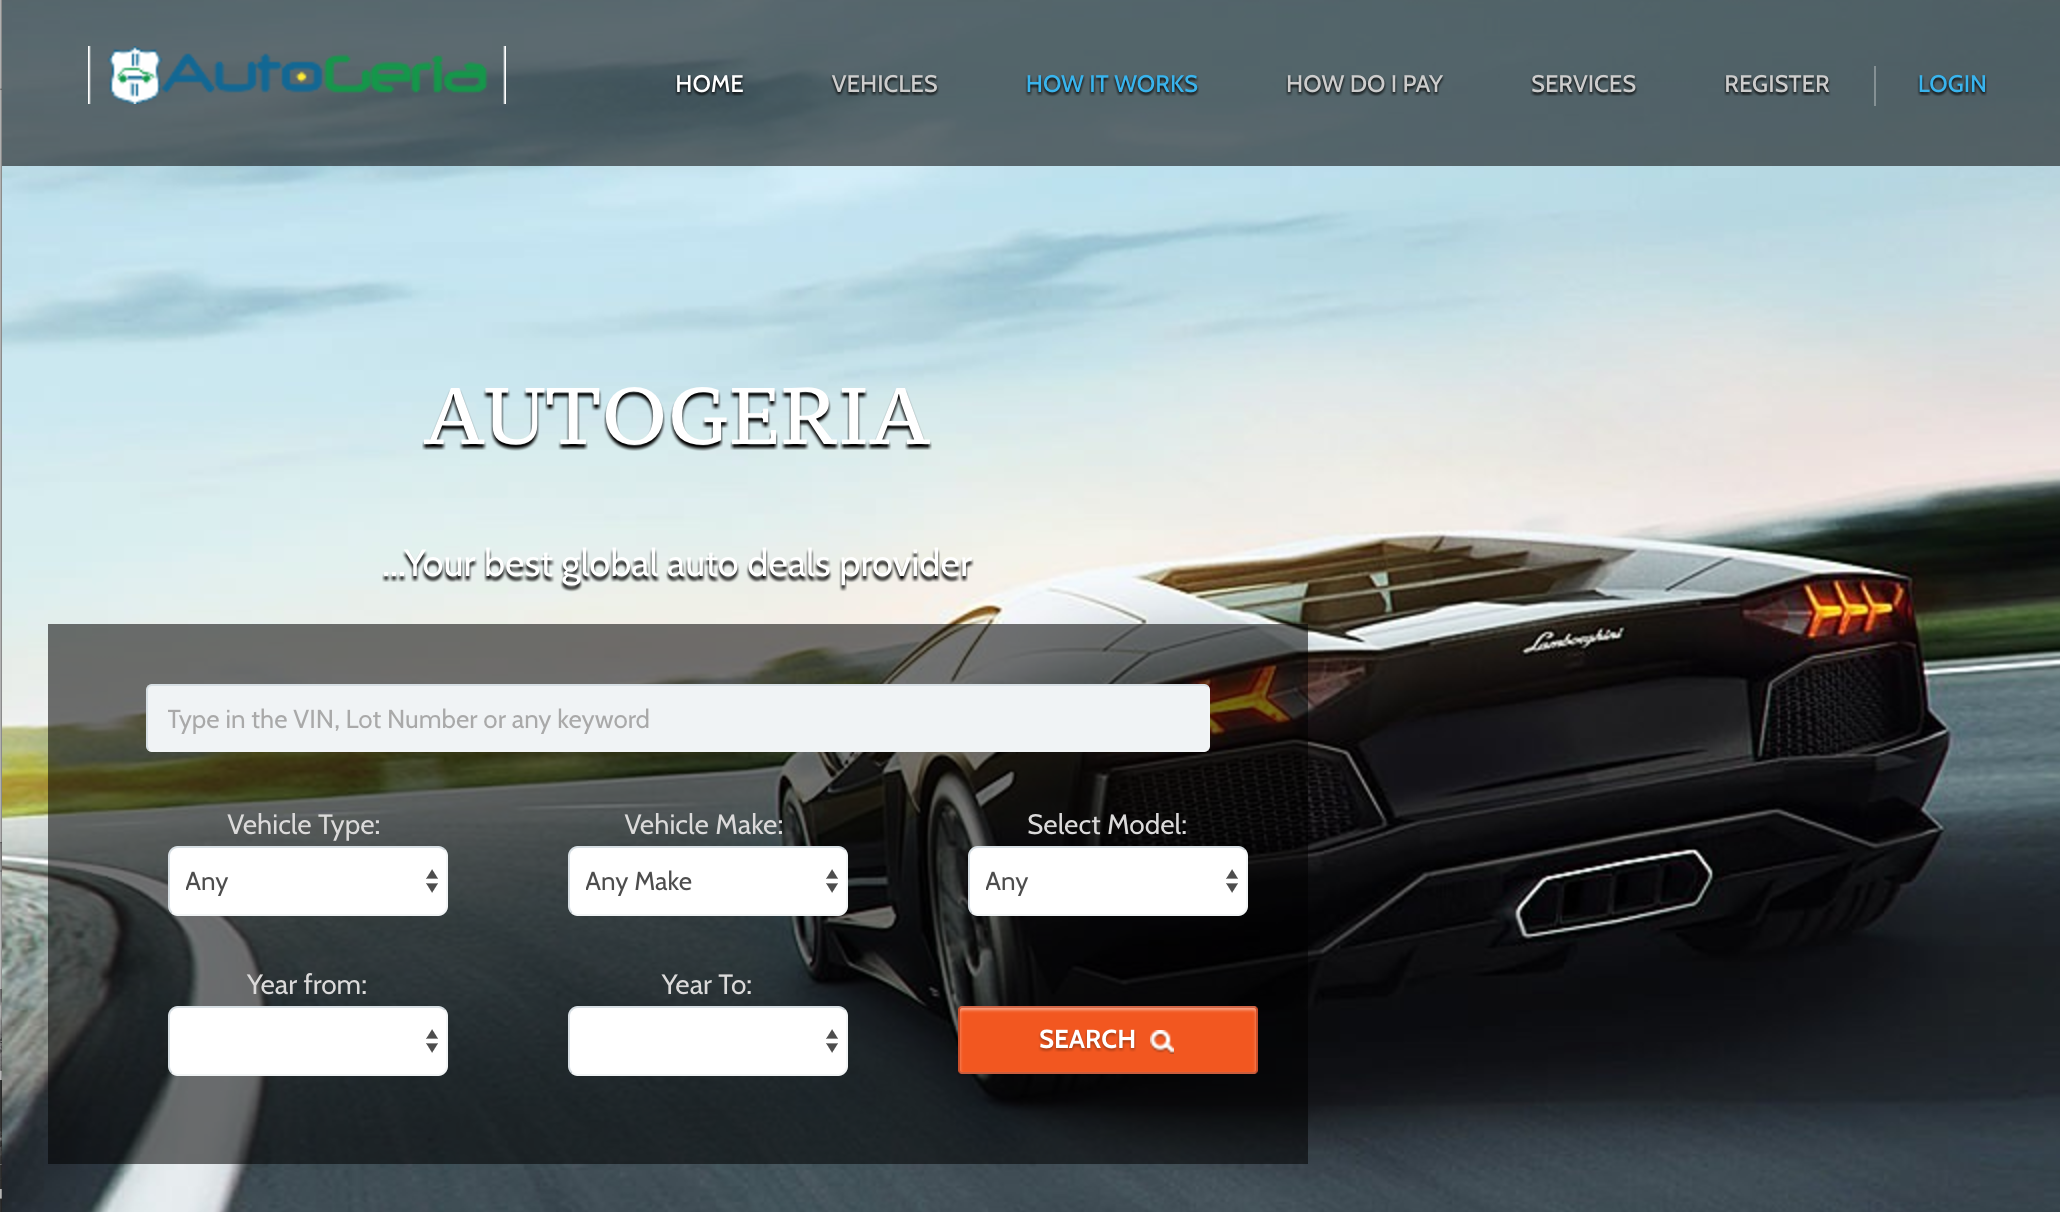 AutoGeria
HOME VEHICLES HOW IT WORKS HOW DO I PAY SERVICES REGISTER LOGIN
AUTOGERIA
...Your best global auto deals provider
Lamborghini
Type in the VIN, Lot Number or any keyword
Vehicle Type: Vehicle Make: Select Model:
Any Any Make Any
Year from: Year To:
SEARCH